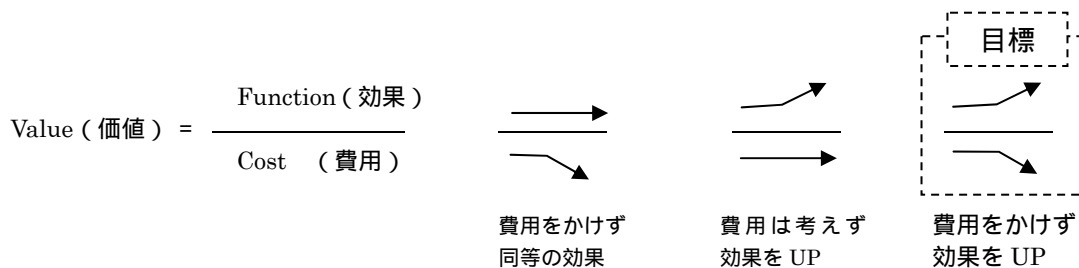 目標
Function（効果）
Value（価値）＝
Cost　（費用）
費用をかけず
同等の効果
費用は考えず
効果を UP
費用をかけず
効果を UP